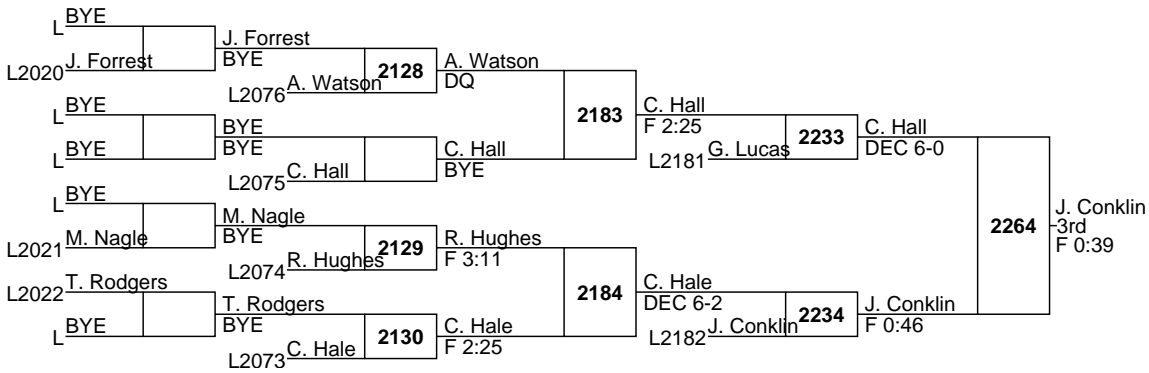 L BYE
L2020 J. Forrest
J. Forrest
BYE
L2076 A. Watson
2128
A. Watson
DQ
L BYE
L BYE
BYE
BYE
L2075 C. Hall
C. Hall
BYE
2183
C. Hall
F 2:25
L2181 G. Lucas
2233
C. Hall
DEC 6-0
L BYE
L2021 M. Nagle
M. Nagle
BYE
L2074 R. Hughes
2129
R. Hughes
F 3:11
L2022 T. Rodgers
L BYE
T. Rodgers
BYE
L2073 C. Hale
2130
C. Hale
F 2:25
2184
C. Hale
DEC 6-2
L2182 J. Conklin
2234
J. Conklin
F 0:46
2264
J. Conklin
3rd
F 0:39